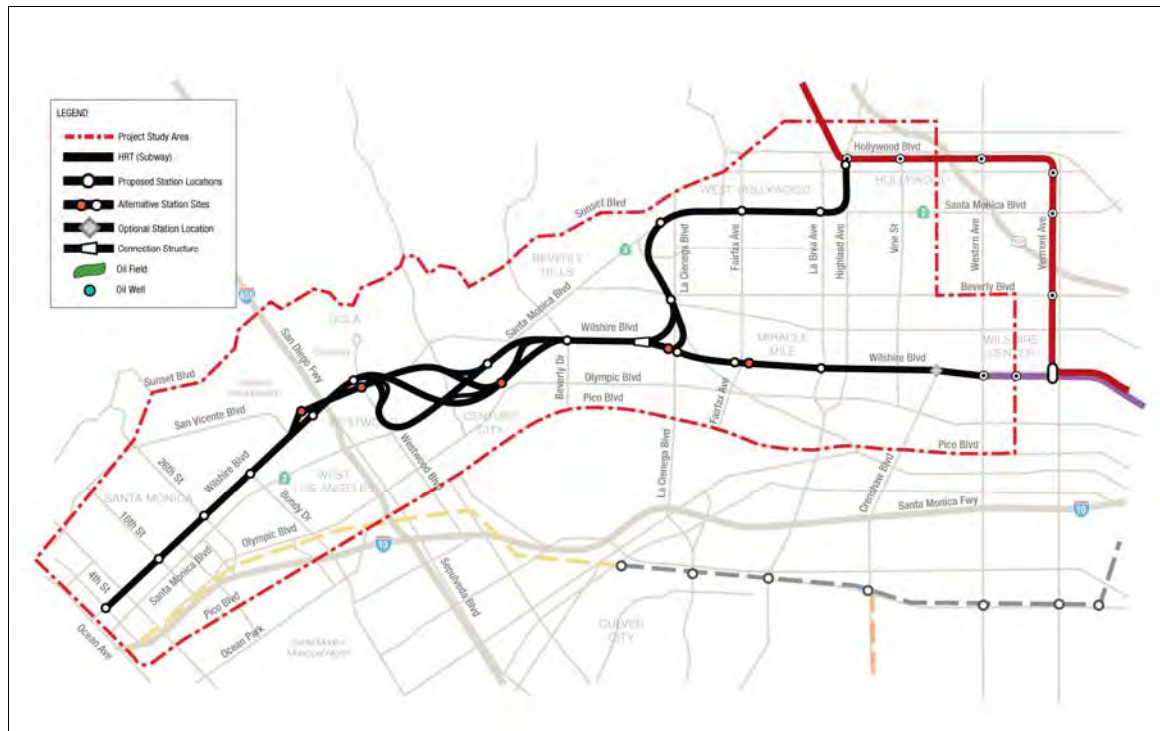 LEGEND
Project Study Area
HRT (Subway)
Proposed Station Locations
Alternative Station Sites
Optional Station Location
Connection Structure
Oil Field
Oil Well
Hollywood Blvd
HOLLYWOOD
WEST HOLLYWOOD
Santa Monica Blvd
Sunset Blvd
La Cienega Blvd
Fairfax Ave
La Brea Ave
Highland Ave
Vine St
Western Ave
Vermont Ave
BEVERLY
HILLS
Santa Monica Blvd
Beverly Blvd
405
San Diego Fwy
UCLA
Wilshire Blvd
MIRACLE
MILE
Wilshire Blvd
WILSHIRE
CENTER
Sunset Blvd
San Vicente Blvd
Beverly Dr
Olympic Blvd
Pico Blvd
Fairfax Ave
CENTURY
CITY
Westwood Blvd
La Cienega Blvd
Crenshaw Blvd
Pico Blvd
26th St
Wilshire Blvd
WEST
LOS ANGELES
SANTA MONICA
Bundy Dr
16th St
Olympic Blvd
10
Santa Monica Fwy
10
4th St
Santa Monica Blvd
Sepulveda Blvd
Pico Blvd
Ocean Ave
Ocean Park
Santa Monica
Municipal Airport
CULVER
CITY